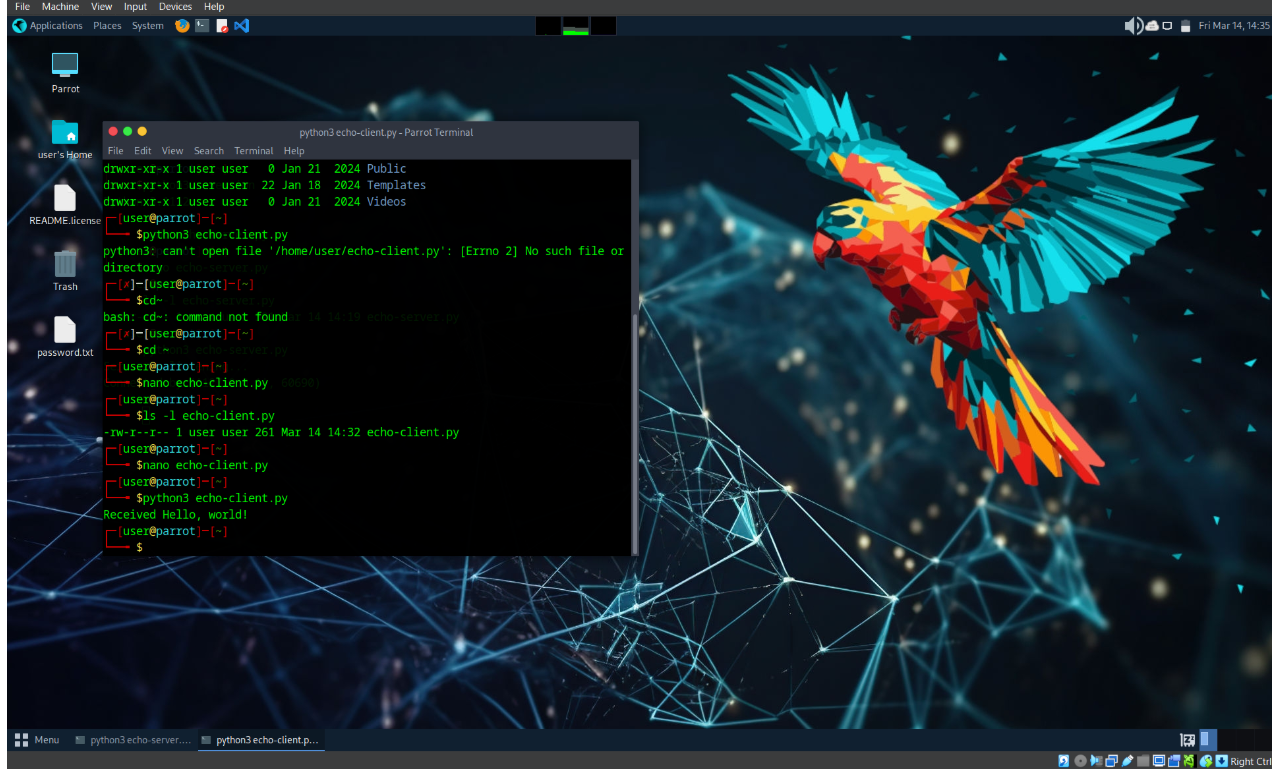 File Machine View Input Devices Help
Applications Places System
Fri Mar 14, 14:35
Parrot
user's Home
README.license
Trash
password.txt
python3 echo-client.py - Parrot Terminal
File Edit View Search Terminal Help
drwxr-xr-x 1 user user   0 Jan 21  2024 Public
drwxr-xr-x 1 user user  22 Jan 18  2024 Templates
drwxr-xr-x 1 user user   0 Jan 21  2024 Videos
┌─[user@parrot]─[~]
└──╼ $python3 echo-client.py
python3: can't open file '/home/user/echo-client.py': [Errno 2] No such file or
directory
┌─[✗]─[user@parrot]─[~]
└──╼ $cd~
bash: cd~: command not found
┌─[✗]─[user@parrot]─[~]
└──╼ $cd ~
┌─[user@parrot]─[~]
└──╼ $nano echo-client.py
┌─[user@parrot]─[~]
└──╼ $ls -l echo-client.py
-rw-r--r-- 1 user user 261 Mar 14 14:32 echo-client.py
┌─[user@parrot]─[~]
└──╼ $nano echo-client.py
┌─[user@parrot]─[~]
└──╼ $python3 echo-client.py
Received Hello, world!
┌─[user@parrot]─[~]
└──╼ $
Menu
python3 echo-server....
python3 echo-client.p...
Right Ctrl